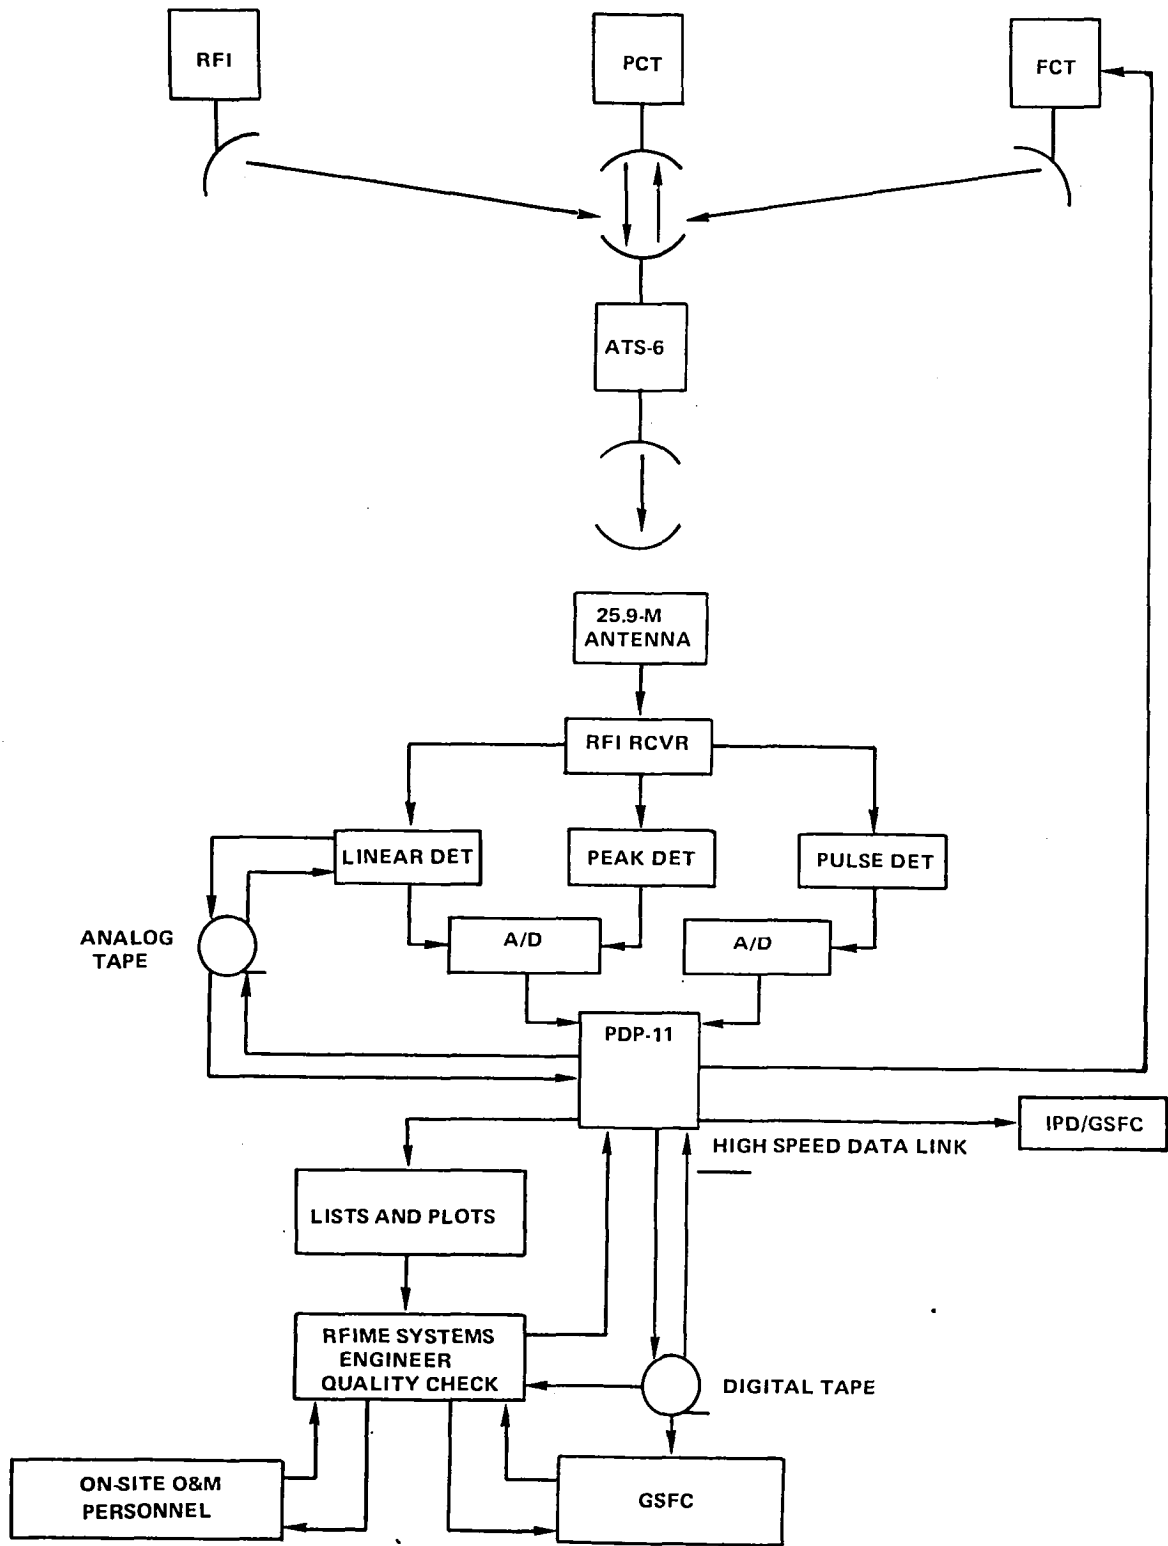 RFI
PCT
FCT
ATS-6
25.9-M
ANTENNA
RFI RCVR
LINEAR DET
PEAK DET
PULSE DET
ANALOG
TAPE
A/D
A/D
PDP-11
IPD/GSFC
HIGH SPEED DATA LINK
LISTS AND PLOTS
RFIME SYSTEMS
ENGINEER
QUALITY CHECK
DIGITAL TAPE
ON-SITE O&M
PERSONNEL
GSFC